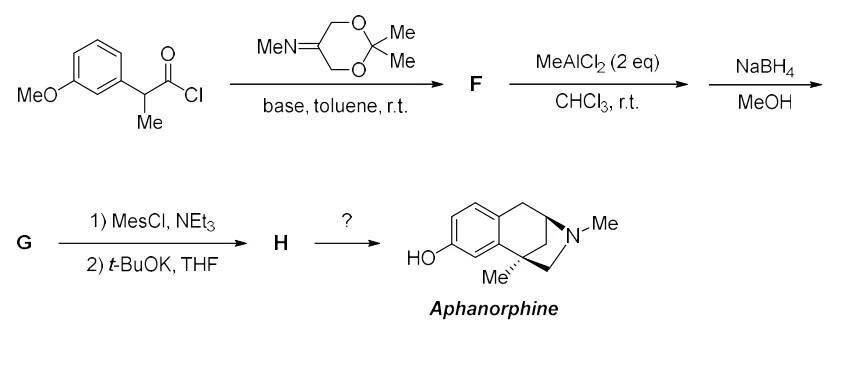 MeO
O
Cl
Me
MeN
O
O
Me
Me
base, toluene, r.t.
F
MeAlCl₂ (2 eq)
CHCl₃, r.t.
NaBH₄
MeOH
G
1) MesCl, NEt₃
2) t-BuOK, THF
H
?
HO
Me
N
Me
Aphanorphine